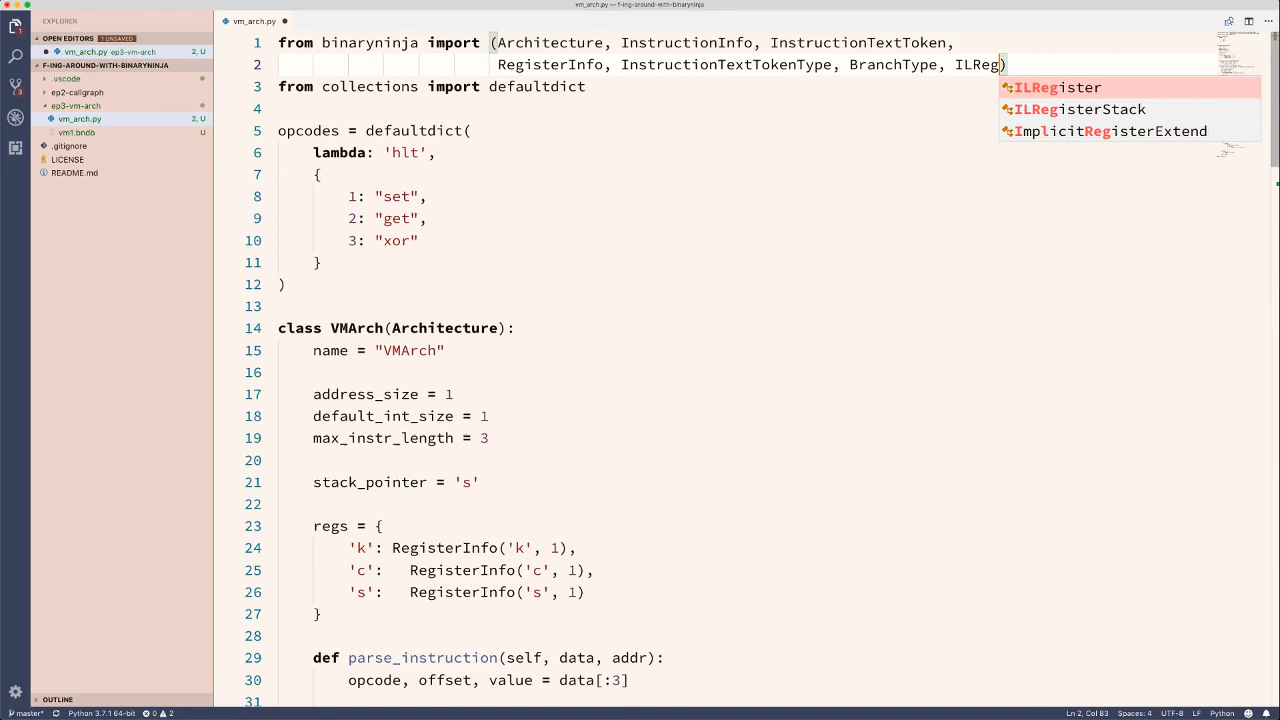 vm_arch.py — f-ing-around-with-binaryninja
EXPLORER
OPEN EDITORS 1 UNSAVED
vm_arch.py ep3-vm-arch 2, U
F-ING-AROUND-WITH-BINARYNINJA
.vscode
ep2-callgraph
ep3-vm-arch
vm_arch.py 2, U
vm1.bndb U
.gitignore
LICENSE
README.md
OUTLINE
vm_arch.py
1 from binaryninja import (Architecture, InstructionInfo, InstructionTextToken,
2 RegisterInfo, InstructionTextTokenType, BranchType, ILReg)
3 from collections import defaultdict
4
5 opcodes = defaultdict(
6 lambda: 'hlt',
7 {
8 1: "set",
9 2: "get",
10 3: "xor"
11 }
12 )
13
14 class VMArch(Architecture):
15 name = "VMArch"
16
17 address_size = 1
18 default_int_size = 1
19 max_instr_length = 3
20
21 stack_pointer = 's'
22
23 regs = {
24 'k': RegisterInfo('k', 1),
25 'c': RegisterInfo('c', 1),
26 's': RegisterInfo('s', 1)
27 }
28
29 def parse_instruction(self, data, addr):
30 opcode, offset, value = data[:3]
31
ILRegister
ILRegisterStack
ImplicitRegisterExtend
master* Python 3.7.1 64-bit 0 2 Ln 2, Col 83 Spaces: 4 UTF-8 LF Python